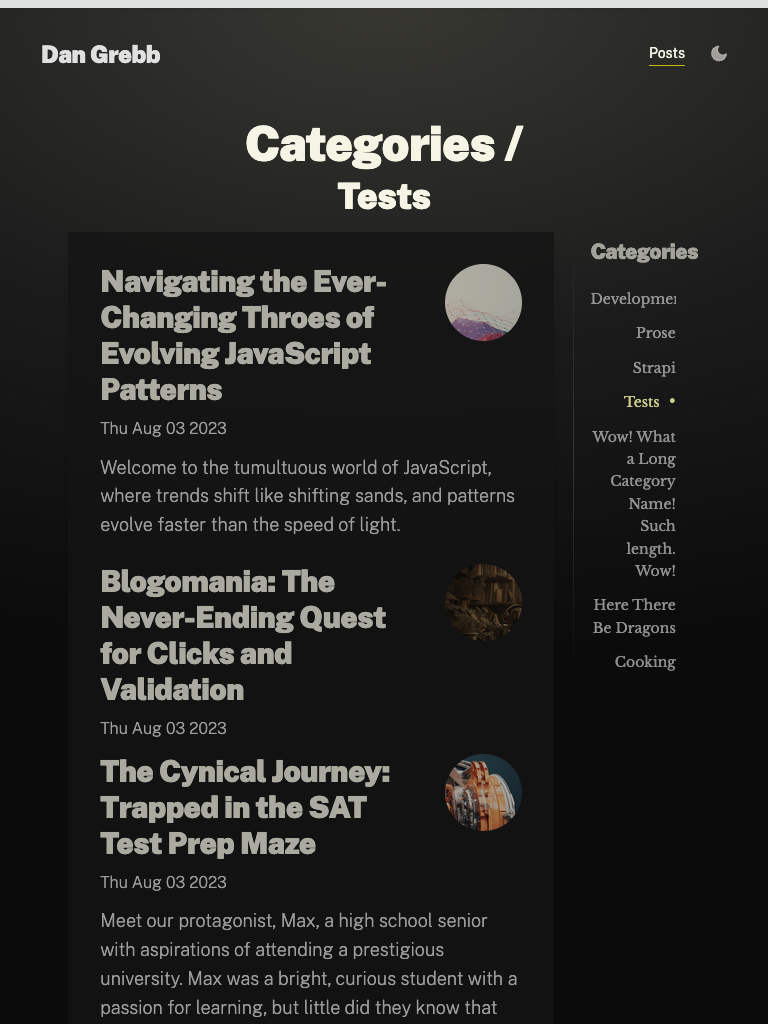 Dan Grebb
Posts
Categories /
Tests
Navigating the Ever-
Changing Throes of
Evolving JavaScript
Patterns
Thu Aug 03 2023
Welcome to the tumultuous world of JavaScript,
where trends shift like shifting sands, and patterns
evolve faster than the speed of light.
Blogomania: The
Never-Ending Quest
for Clicks and
Validation
Thu Aug 03 2023
The Cynical Journey:
Trapped in the SAT
Test Prep Maze
Thu Aug 03 2023
Meet our protagonist, Max, a high school senior
with aspirations of attending a prestigious
university. Max was a bright, curious student with a
passion for learning, but little did they know that
Categories
Prose
Strapi
Tests •
Wow! What
a Long
Category
Name!
Such
length.
Wow!
Here There
Be Dragons
Cooking